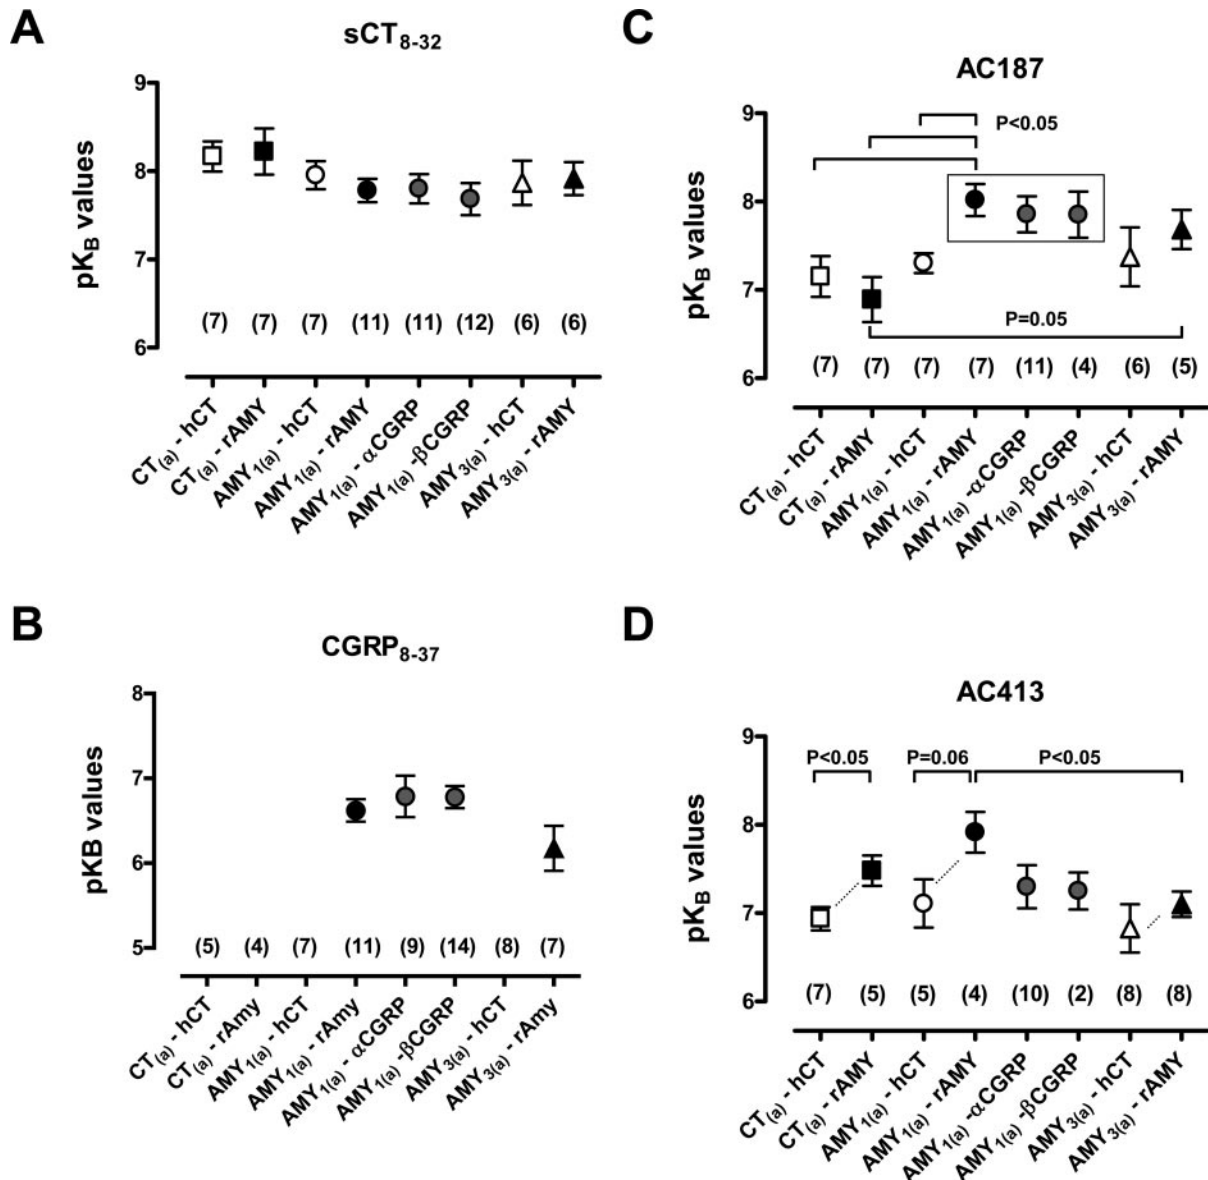 A
sCT8-32
pKB values
9
8
7
6
(7) (7) (7) (11) (11) (12) (6) (6)
CT(a) - hCT
CT(a) - rAMY
AMY1(a) - hCT
AMY1(a) - rAMY
AMY1(a) - αCGRP
AMY1(a) -βCGRP
AMY3(a) - hCT
AMY3(a) - rAMY
B
CGRP8-37
pKB values
8
7
6
5
(5) (4) (7) (11) (9) (14) (8) (7)
CT(a) - hCT
CT(a) - rAmy
AMY1(a) - hCT
AMY1(a) - rAmy
AMY1(a) - αCGRP
AMY1(a) -βCGRP
AMY3(a) - hCT
AMY3(a) - rAmy
C
AC187
pKB values
9
8
7
6
P<0.05
P=0.05
(7) (7) (7) (7) (11) (4) (6) (5)
CT(a) - hCT
CT(a) - rAMY
AMY1(a) - hCT
AMY1(a) - rAMY
AMY1(a) -αCGRP
AMY1(a) -βCGRP
AMY3(a) - hCT
AMY3(a) - rAMY
D
AC413
pKB values
9
8
7
6
P<0.05 P=0.06 P<0.05
(7) (5) (5) (4) (10) (2) (8) (8)
CT(a) - hCT
CT(a) - rAMY
AMY1(a) - hCT
AMY1(a) - rAMY
AMY1(a) -αCGRP
AMY1(a) -βCGRP
AMY3(a) - hCT
AMY3(a) - rAMY